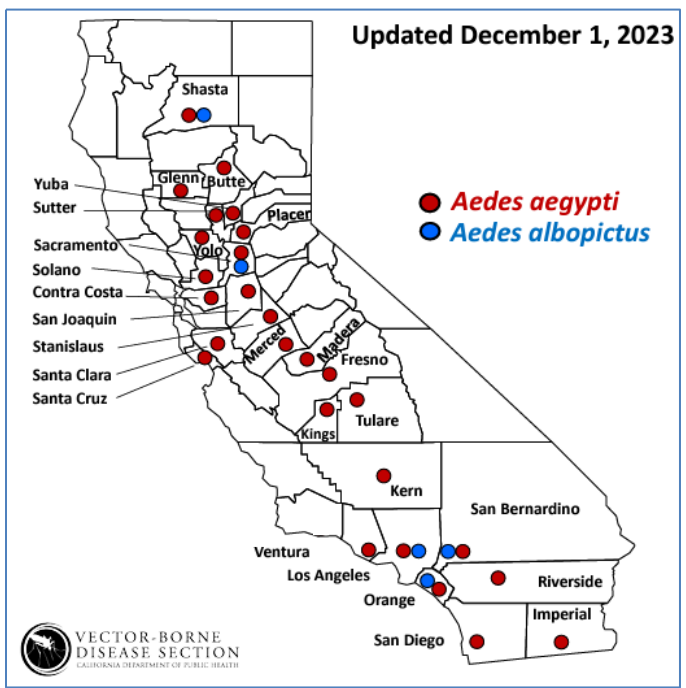 Updated December 1, 2023
Shasta
Glenn
Butte
Yuba
Sutter
Placer
Aedes aegypti
Aedes albopictus
Sacramento
Yolo
Solano
Contra Costa
San Joaquin
Stanislaus
Merced
Madera
Fresno
Santa Clara
Santa Cruz
Tulare
Kings
Kern
San Bernardino
Ventura
Los Angeles
Riverside
Orange
Imperial
San Diego
VECTOR-BORNE
DISEASE SECTION
CALIFORNIA DEPARTMENT OF PUBLIC HEALTH